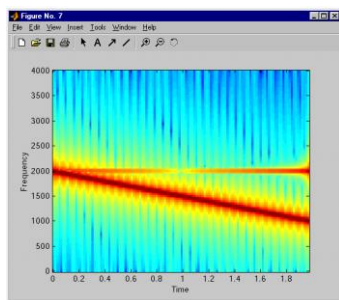 Figure No. 7
File Edit View Insert Tools Window Help
A
4000
3500
3000
2500
2000
1500
1000
500
0
Frequency
0 0.2 0.4 0.6 0.8 1 1.2 1.4 1.6 1.8
Time